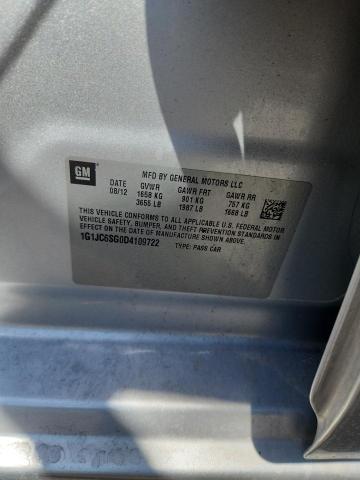 GM
MFD BY GENERAL MOTORS LLC
DATE GVWR GAWR FRT GAWR RR
08/12 1658 KG 901 KG 757 KG
3655 LB 1987 LB 1668 LB
THIS VEHICLE CONFORMS TO ALL APPLICABLE U.S. FEDERAL MOTOR
VEHICLE SAFETY, BUMPER, AND THEFT PREVENTION STANDARDS
IN EFFECT ON THE DATE OF MANUFACTURE SHOWN ABOVE.
1G1JC6SG0D4109722 TYPE: PASS CAR